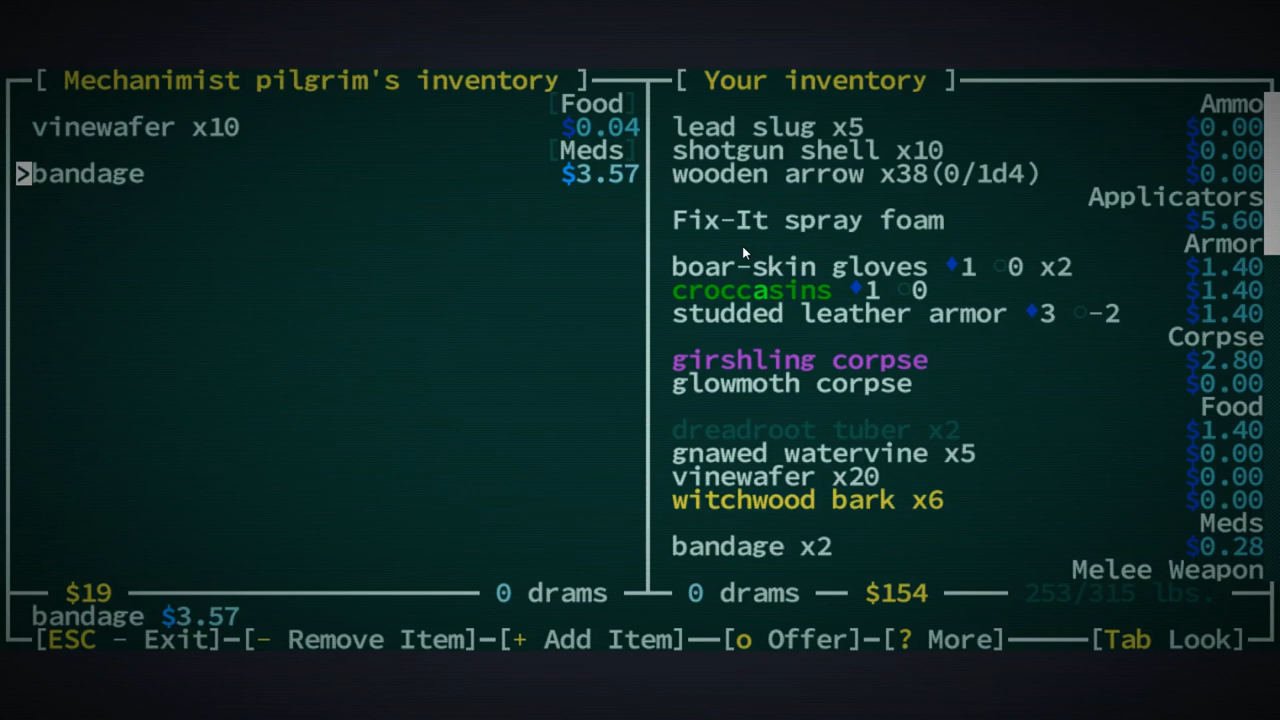 [ Mechanimist pilgrim's inventory ]
[Food]
vinewafer x10 $0.04
[Meds]
>bandage $3.57
[ Your inventory ]
Ammo
lead slug x5 $0.00
shotgun shell x10 $0.00
wooden arrow x38(0/1d4) $0.00
Applicators
Fix-It spray foam $5.60
Armor
boar-skin gloves ♦1 ○0 x2 $1.40
croccasins ♦1 ○0 $1.40
studded leather armor ♦3 ○-2 $1.40
Corpse
girshling corpse $2.80
glowmoth corpse $0.00
Food
dreadroot tuber x2 $1.40
gnawed watervine x5 $0.00
vinewafer x20 $0.00
witchwood bark x6 $0.00
Meds
bandage x2 $0.28
Melee Weapon
$19 0 drams 0 drams $154 253/315 lbs.
bandage $3.57
[ESC - Exit] [- Remove Item] [+ Add Item] [o Offer] [? More] [Tab Look]